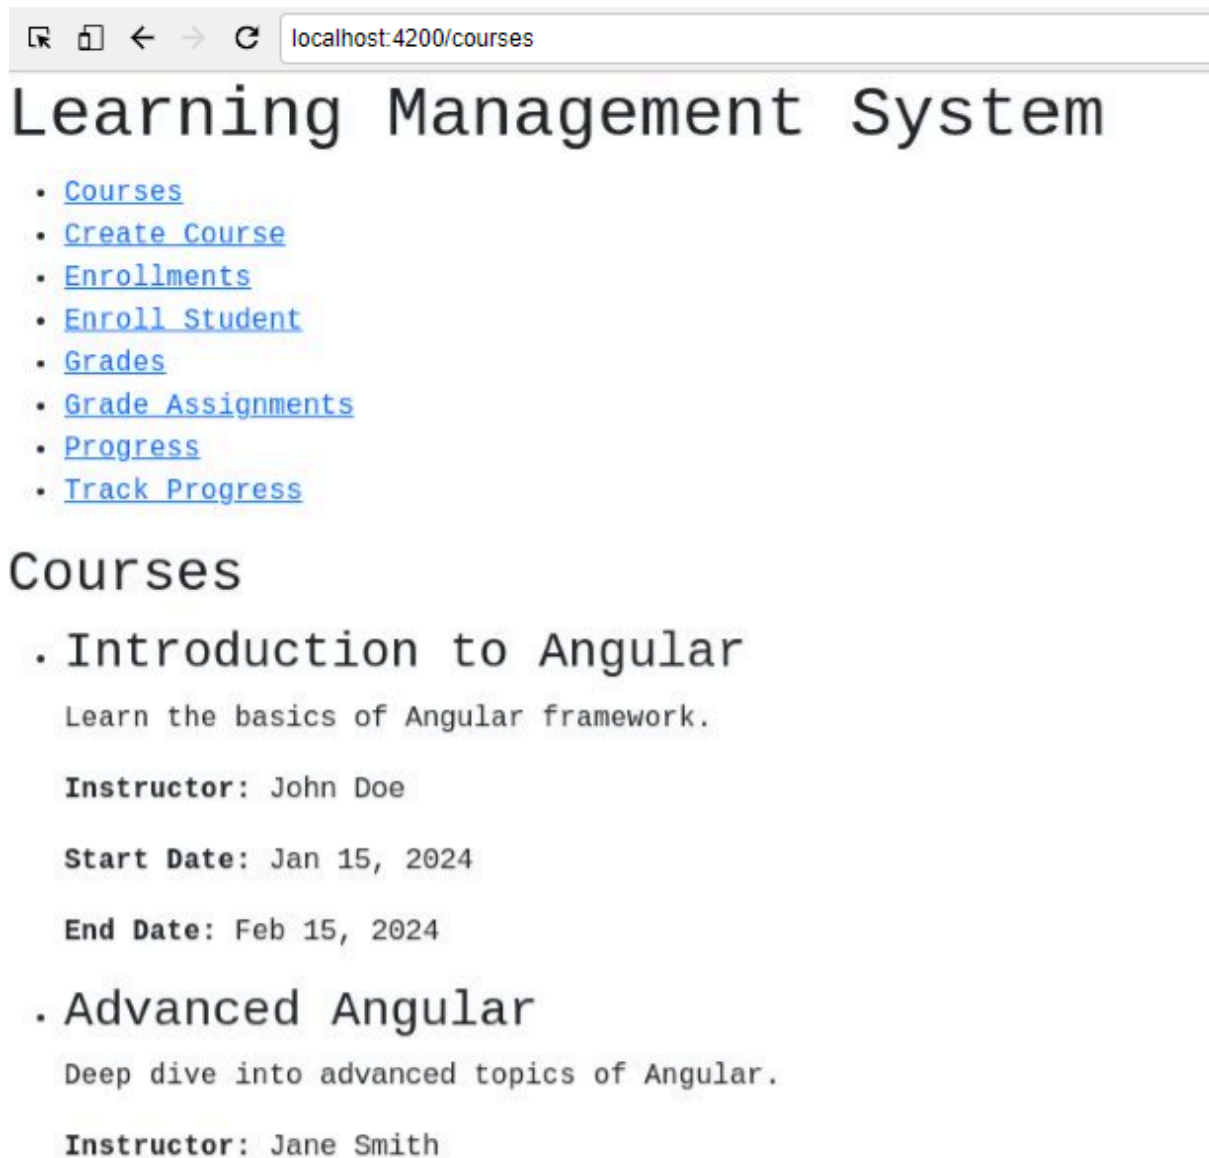 localhost:4200/courses
Learning Management System
Courses
Create Course
Enrollments
Enroll Student
Grades
Grade Assignments
Progress
Track Progress
Courses
Introduction to Angular
Learn the basics of Angular framework.
Instructor: John Doe
Start Date: Jan 15, 2024
End Date: Feb 15, 2024
Advanced Angular
Deep dive into advanced topics of Angular.
Instructor: Jane Smith